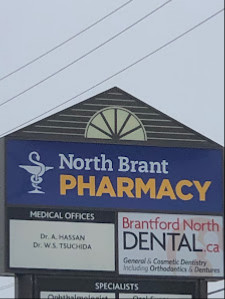 North Brant
PHARMACY
MEDICAL OFFICES
Dr. A. HASSAN
Dr. W.S. TSUCHIDA
Brantford North
DENTAL.ca
General & Cosmetic Dentistry
Including Orthodontics & Dentures
SPECIALISTS
Ophthalmologist